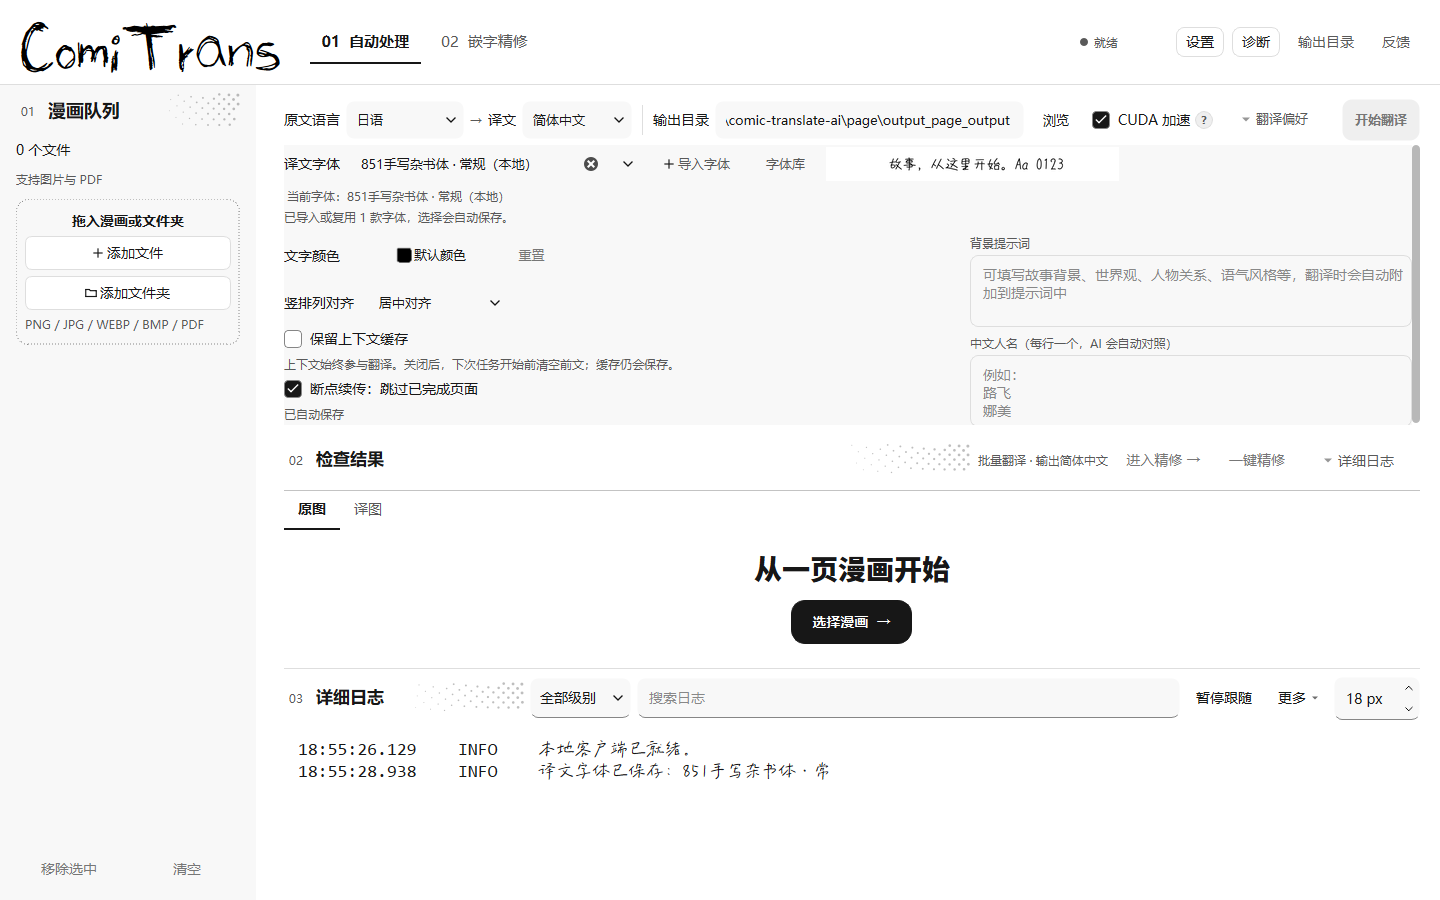 ComiTrans
01 自动处理
02 嵌字精修
就绪
设置
诊断
输出目录
反馈
01 漫画队列
0 个文件
支持图片与 PDF
拖入漫画或文件夹
添加文件
添加文件夹
PNG / JPG / WEBP / BMP / PDF
移除选中
清空
原文语言 日语 → 译文 简体中文 输出目录 \comic-translate-ai\page\output_page_output 浏览 CUDA 加速 ? 翻译偏好 开始翻译
译文字体 851手写杂书体 · 常规（本地） 导入字体 字体库 故事，从这里开始。Aa 0123
当前字体：851手写杂书体 · 常规（本地）
已导入或复用 1 款字体，选择会自动保存。
文字颜色 默认颜色 重置
竖排列对齐 居中对齐
保留上下文缓存
上下文始终参与翻译。关闭后，下次任务开始前清空前文；缓存仍会保存。
断点续传：跳过已完成页面
已自动保存
背景提示词
可填写故事背景、世界观、人物关系、语气风格等，翻译时会自动附
加到提示词中
中文人名（每行一个，AI 会自动对照）
例如：
路飞
娜美
02 检查结果
批量翻译 · 输出简体中文 进入精修 → 一键精修 详细日志
原图 译图
从一页漫画开始
选择漫画 →
03 详细日志 全部级别 搜索日志 暂停跟随 更多 18 px
18:55:26.129 INFO 本地客户端已就绪。
18:55:28.938 INFO 译文字体已保存：851手写杂书体 · 常